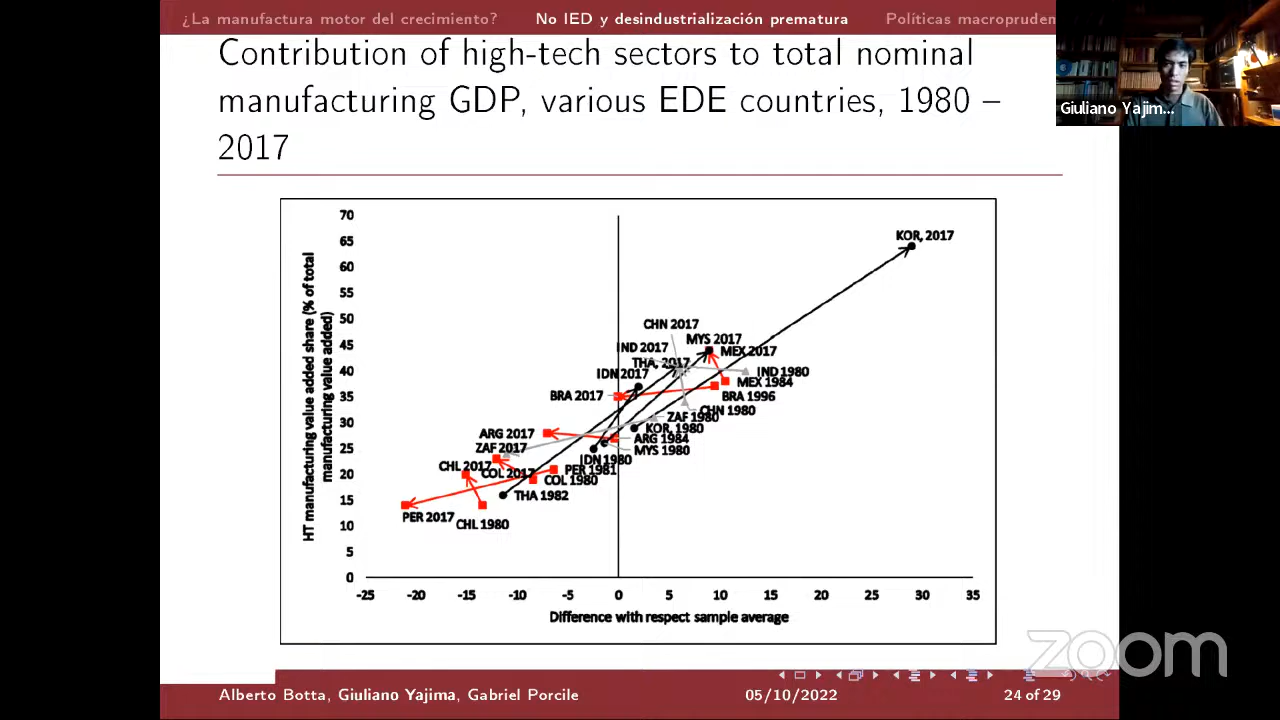 ¿La manufactura motor del crecimiento? No IED y desindustrialización prematura Políticas macropruden
Contribution of high-tech sectors to total nominal
manufacturing GDP, various EDE countries, 1980 –
2017
Giuliano Yajim...
HT manufacturing value added share (% of total
manufacturing value added)
70
65
60
55
50
45
40
35
30
25
20
15
10
5
0
KOR, 2017
CHN 2017
MYS 2017
IND 2017
MEX 2017
THA, 2017
IDN 2017
IND 1980
MEX 1984
BRA 2017
BRA 1996
CHN 1980
ZAF 1980
KOR, 1980
ARG 2017
ARG 1984
ZAF 2017
MYS 1980
IDN 1980
CHL 2017
COL 2017
PER 1981
COL 1980
THA 1982
PER 2017
CHL 1980
-25 -20 -15 -10 -5 0 5 10 15 20 25 30 35
Difference with respect sample average
zoom
Alberto Botta, Giuliano Yajima, Gabriel Porcile 05/10/2022 24 of 29